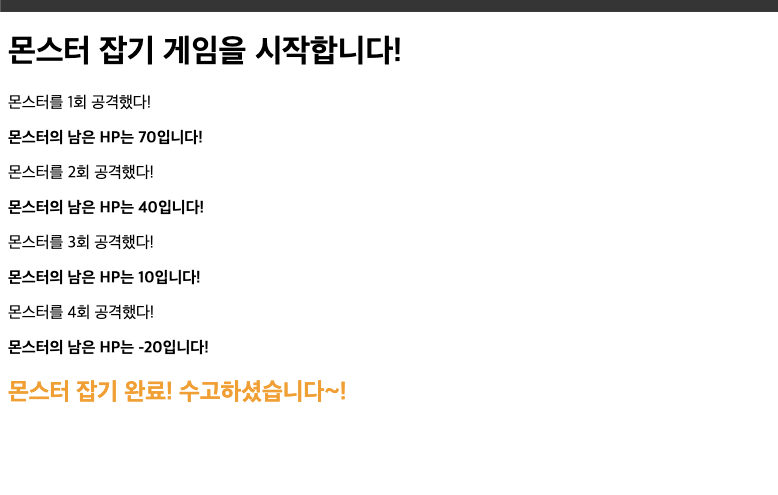 몬스터 잡기 게임을 시작합니다!
몬스터를 1회 공격했다!
몬스터의 남은 HP는 70입니다!
몬스터를 2회 공격했다!
몬스터의 남은 HP는 40입니다!
몬스터를 3회 공격했다!
몬스터의 남은 HP는 10입니다!
몬스터를 4회 공격했다!
몬스터의 남은 HP는 -20입니다!
몬스터 잡기 완료! 수고하셨습니다~!